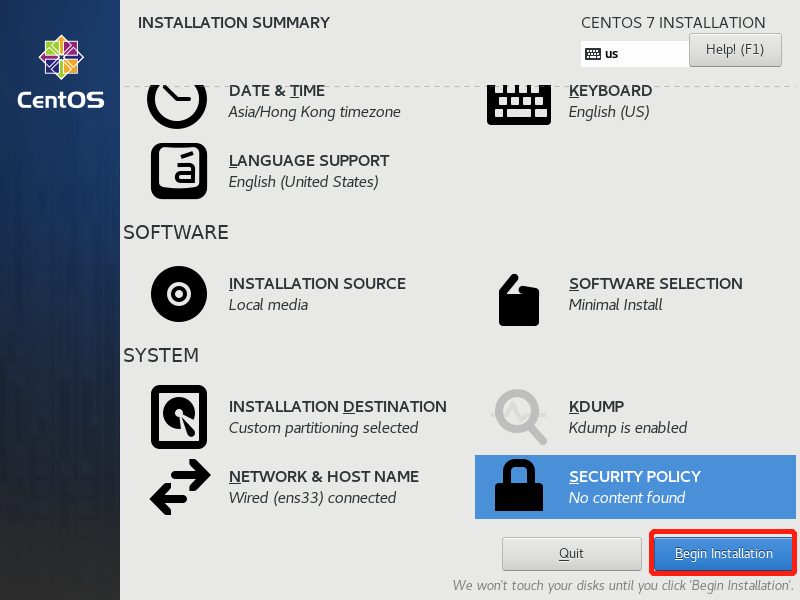 INSTALLATION SUMMARY
CENTOS 7 INSTALLATION
us
Help! (F1)
CentOS
DATE & TIME
Asia/Hong Kong timezone
KEYBOARD
English (US)
á
LANGUAGE SUPPORT
English (United States)
SOFTWARE
INSTALLATION SOURCE
Local media
SOFTWARE SELECTION
Minimal Install
SYSTEM
INSTALLATION DESTINATION
Custom partitioning selected
KDUMP
Kdump is enabled
NETWORK & HOST NAME
Wired (ens33) connected
SECURITY POLICY
No content found
Quit
Begin Installation
We won't touch your disks until you click 'Begin Installation'.